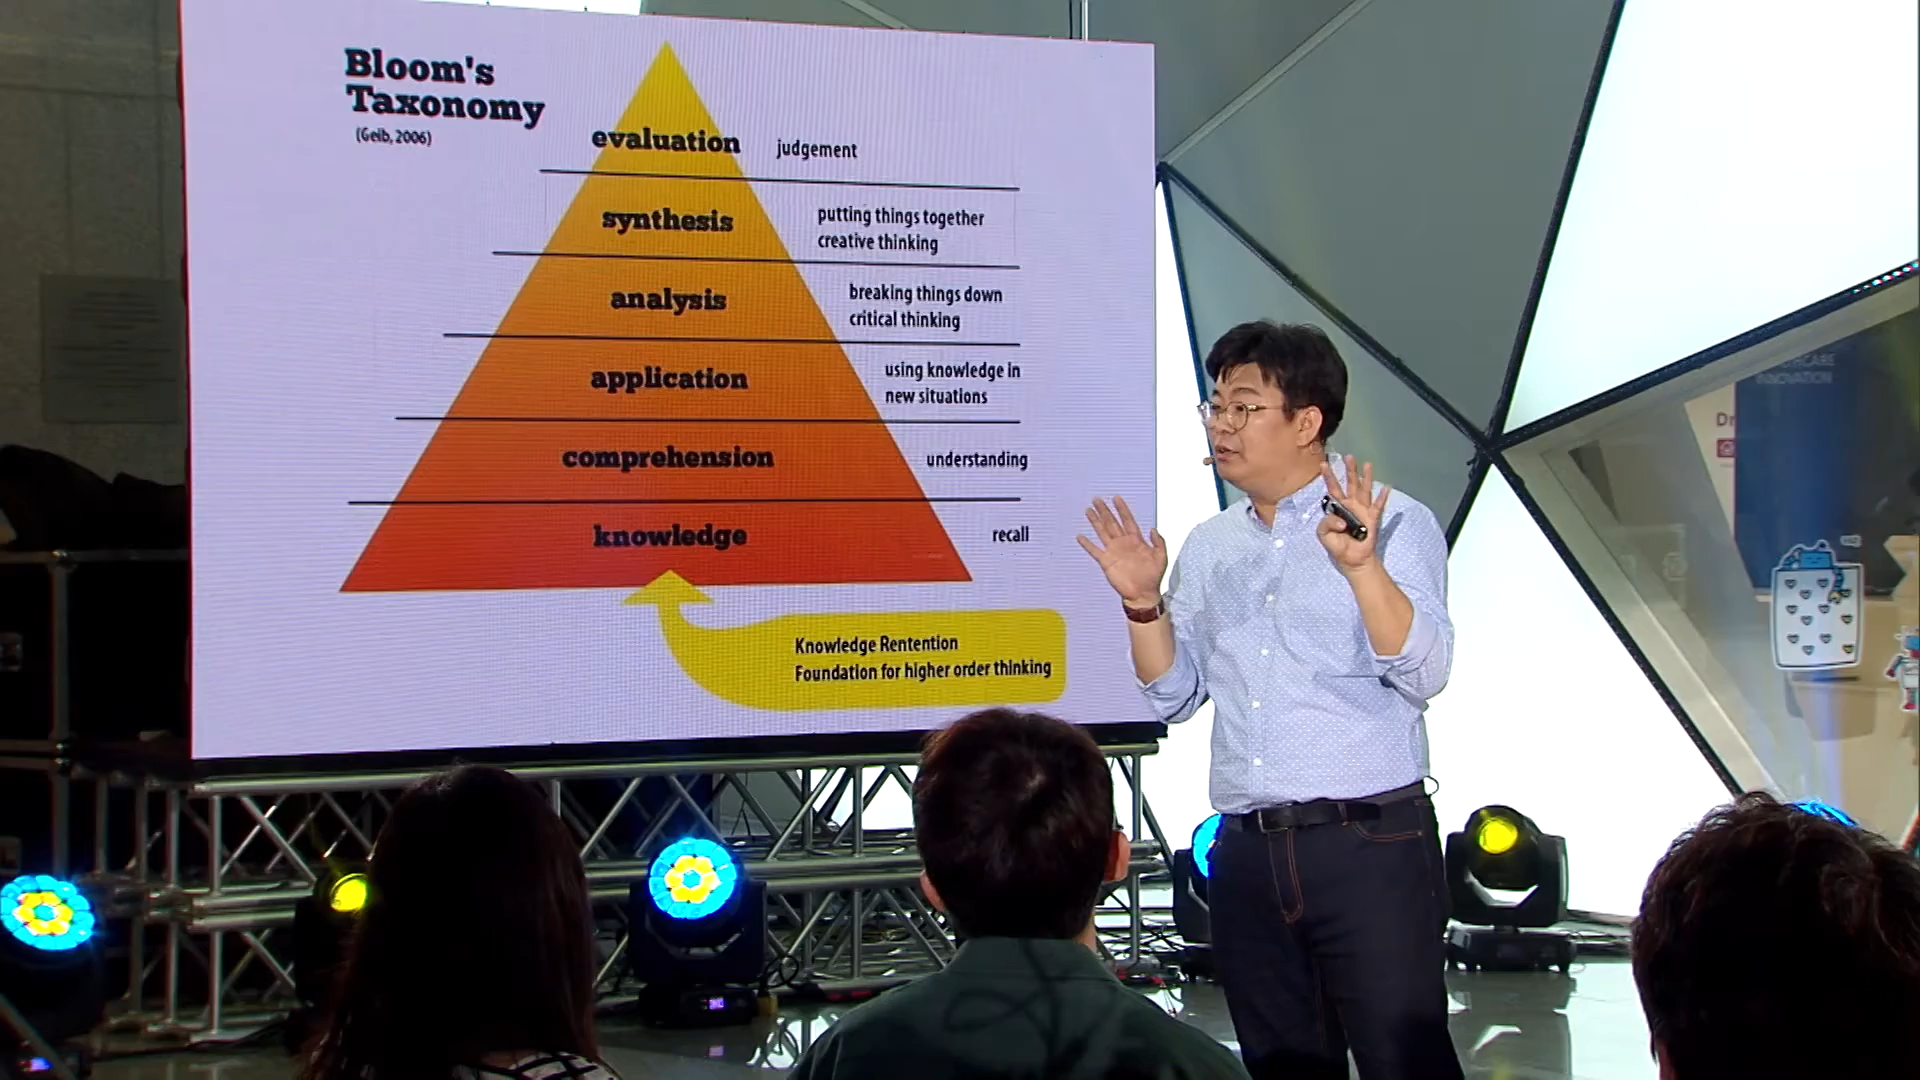 Bloom's
Taxonomy
(Geib, 2006)
evaluation
judgement
synthesis
putting things together
creative thinking
analysis
breaking things down
critical thinking
application
using knowledge in
new situations
comprehension
understanding
knowledge
recall
Knowledge Rentention
Foundation for higher order thinking